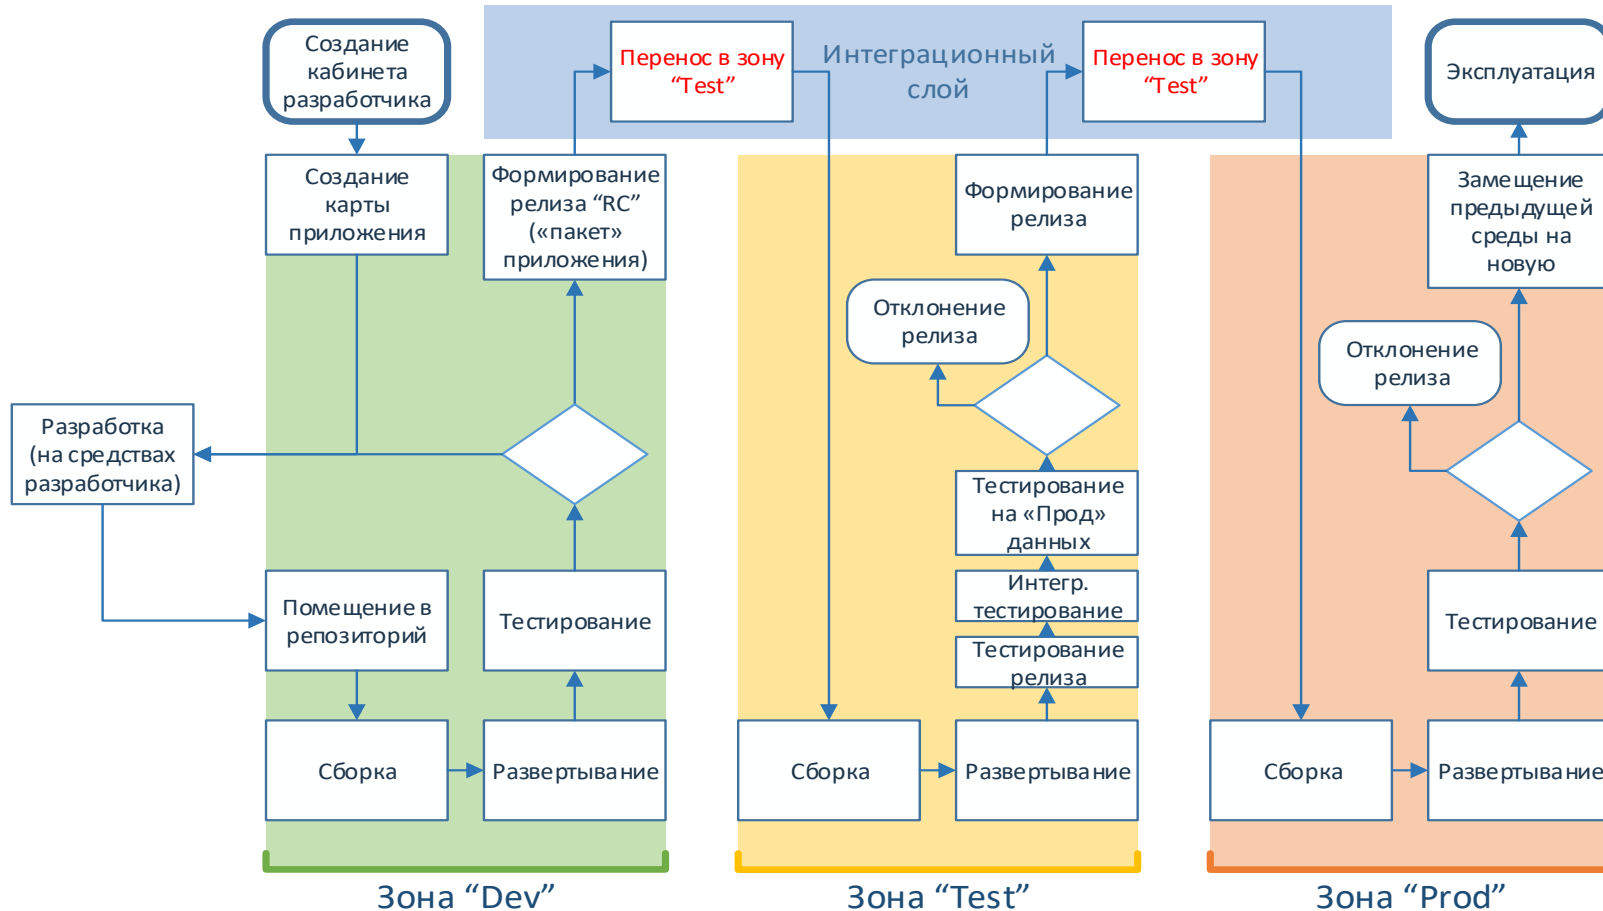 Создание
кабинета
разработчика
Перенос в зону
“Test”
Интеграционный
слой
Перенос в зону
“Test”
Эксплуатация
Создание
карты
приложения
Формирование
релиза “RC”
(«пакет»
приложения)
Формирование
релиза
Замещение
предыдущей
среды на
новую
Отклонение
релиза
Отклонение
релиза
Разработка
(на средствах
разработчика)
Тестирование
на «Прод»
данных
Помещение в
репозиторий
Тестирование
Интегр.
тестирование
Тестирование
Тестирование
релиза
Сборка
Развертывание
Сборка
Развертывание
Сборка
Развертывание
Зона “Dev”
Зона “Test”
Зона “Prod”